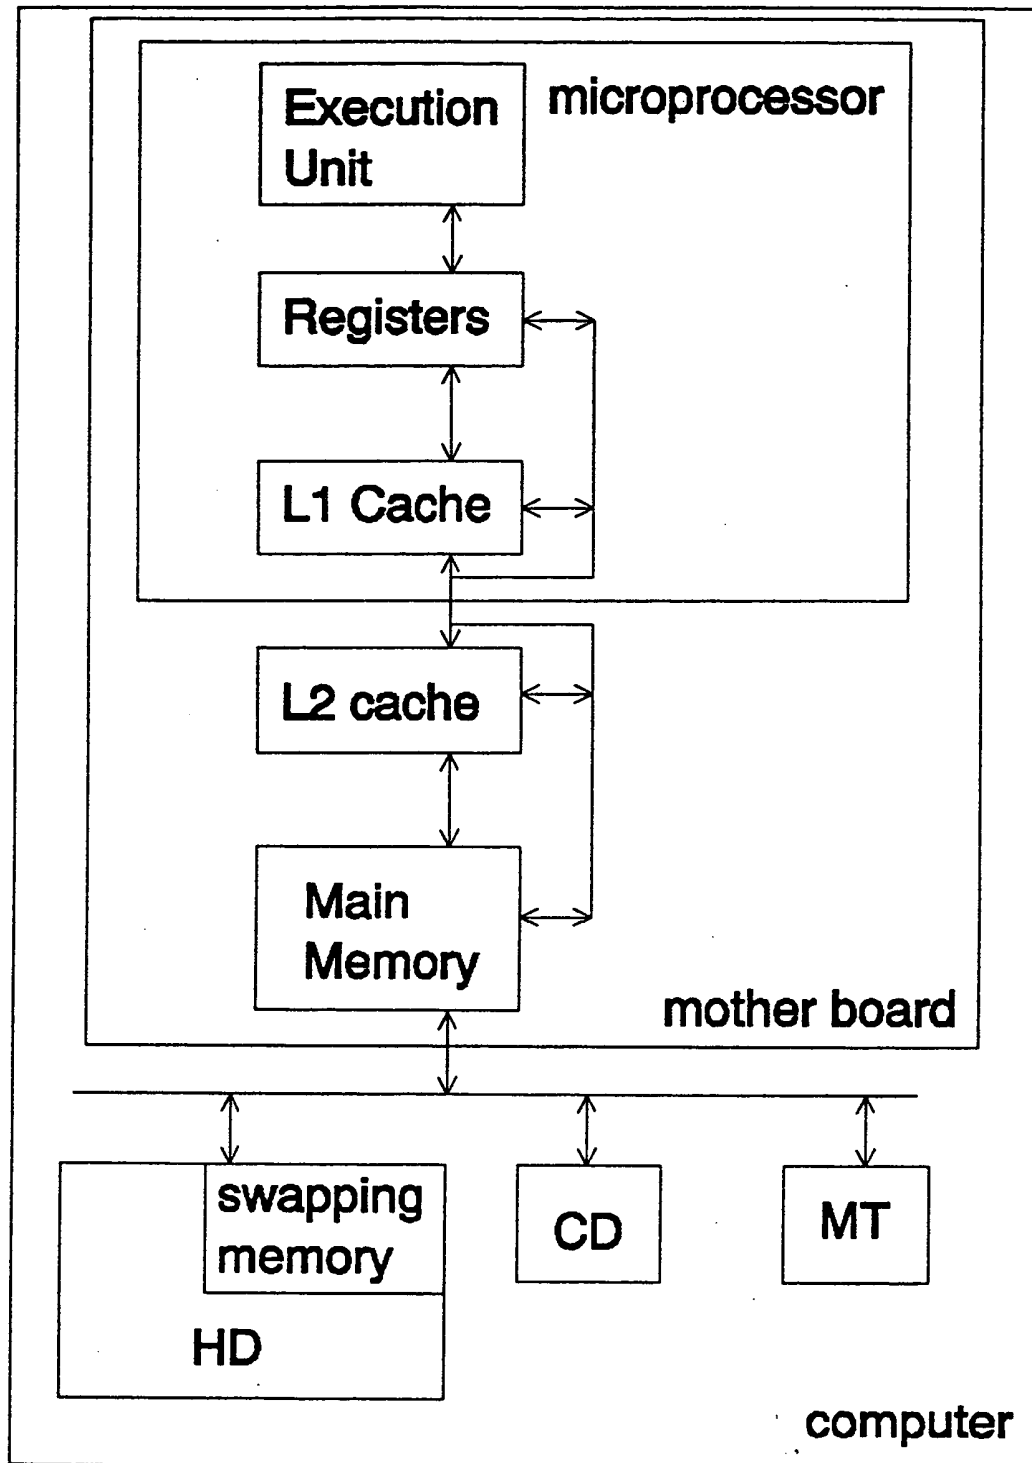 microprocessor
Execution
Unit
Registers
L1 Cache
L2 cache
Main
Memory
mother board
swapping
memory
HD
CD
MT
computer